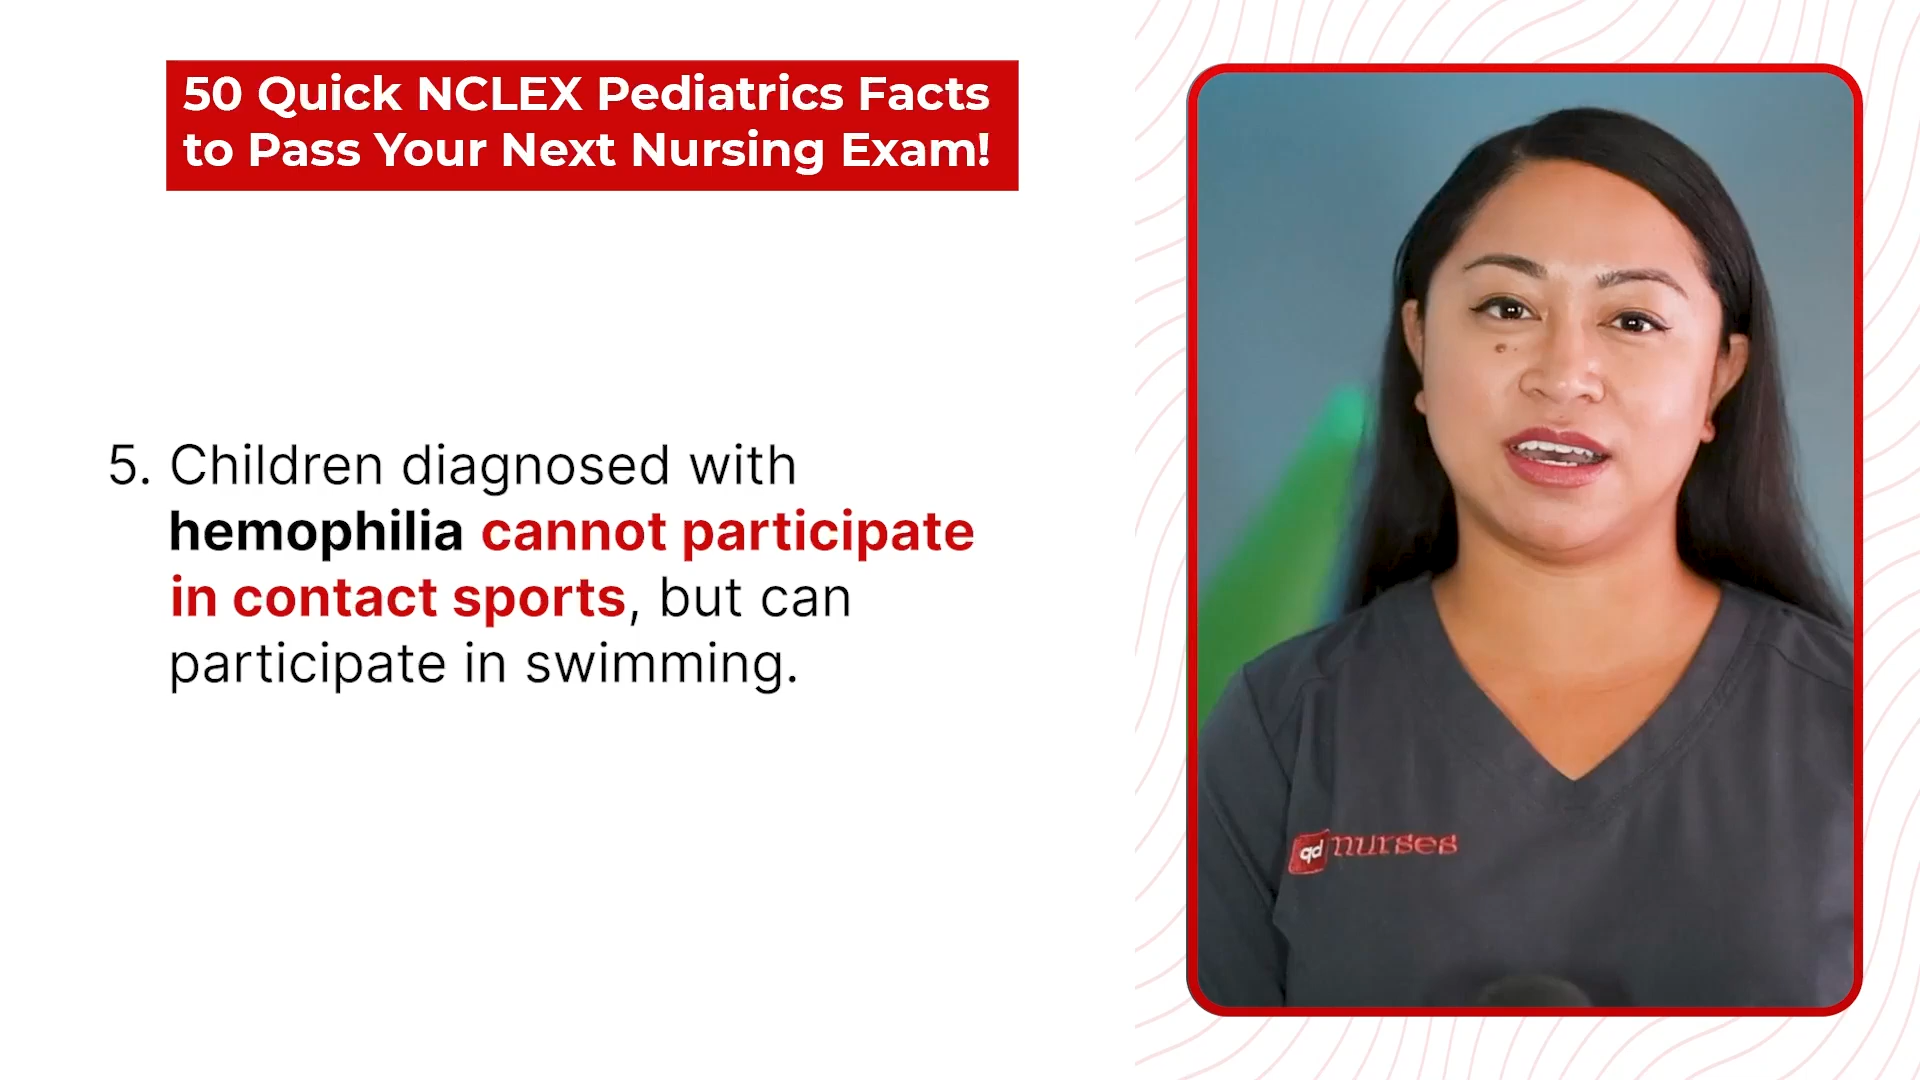 50 Quick NCLEX Pediatrics Facts
to Pass Your Next Nursing Exam!
5. Children diagnosed with
hemophilia cannot participate
in contact sports, but can
participate in swimming.
qd nurses